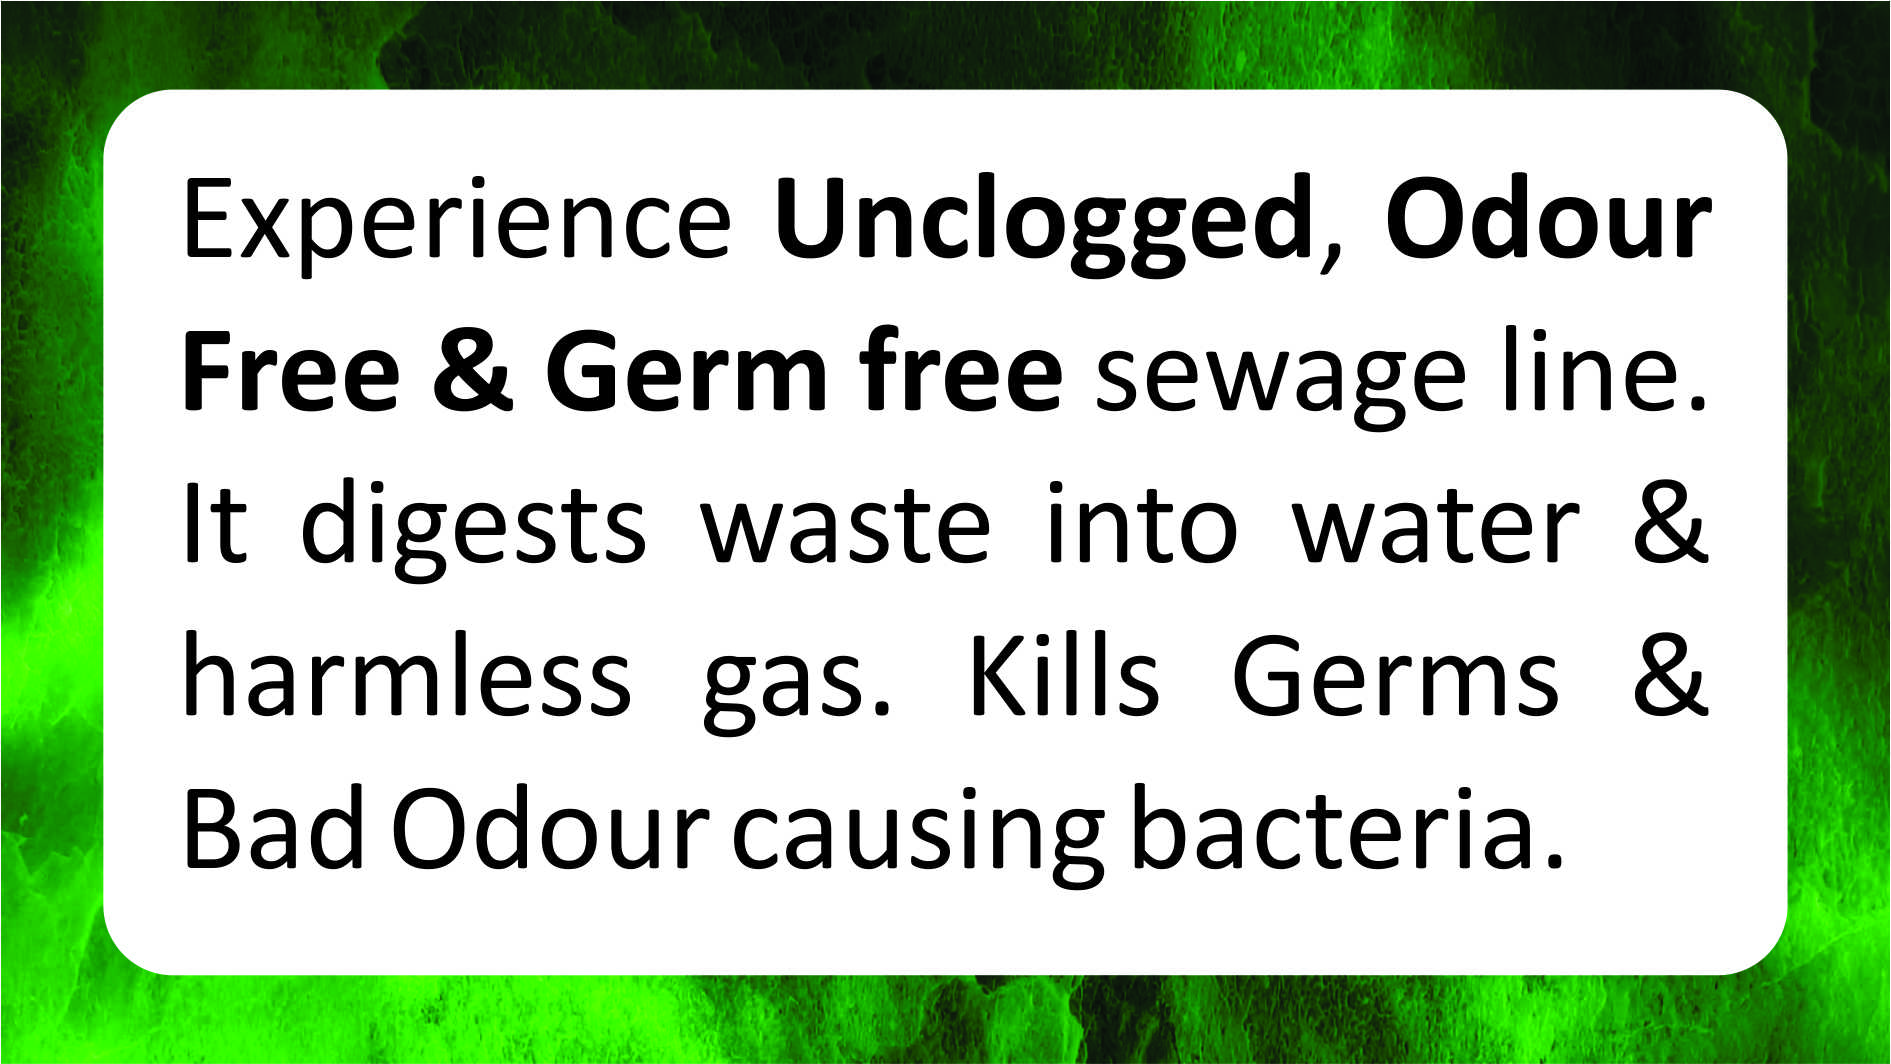 Experience Unclogged, Odour
Free & Germ free sewage line.
It digests waste into water &
harmless gas. Kills Germs &
Bad Odour causing bacteria.